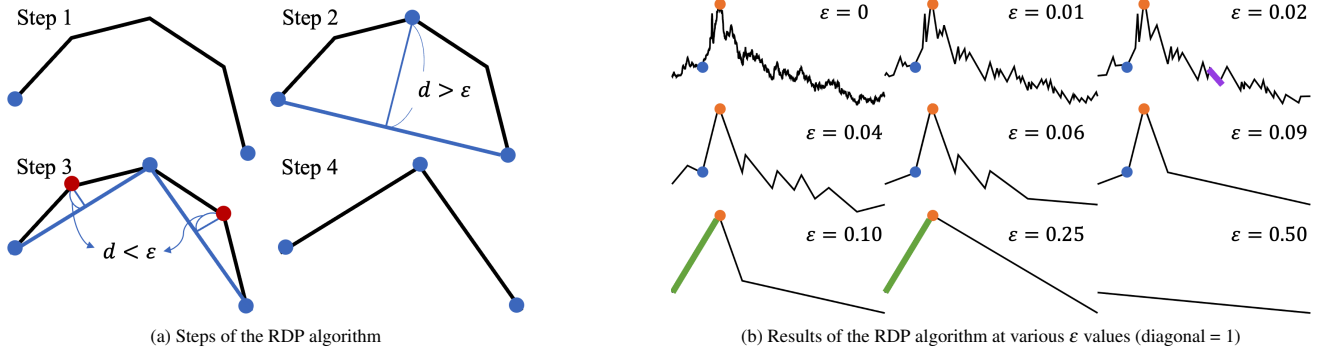 Step 1
Step 2
d > ε
Step 3
d < ε
Step 4
(a) Steps of the RDP algorithm
ε = 0
ε = 0.01
ε = 0.02
ε = 0.04
ε = 0.06
ε = 0.09
ε = 0.10
ε = 0.25
ε = 0.50
(b) Results of the RDP algorithm at various ε values (diagonal = 1)